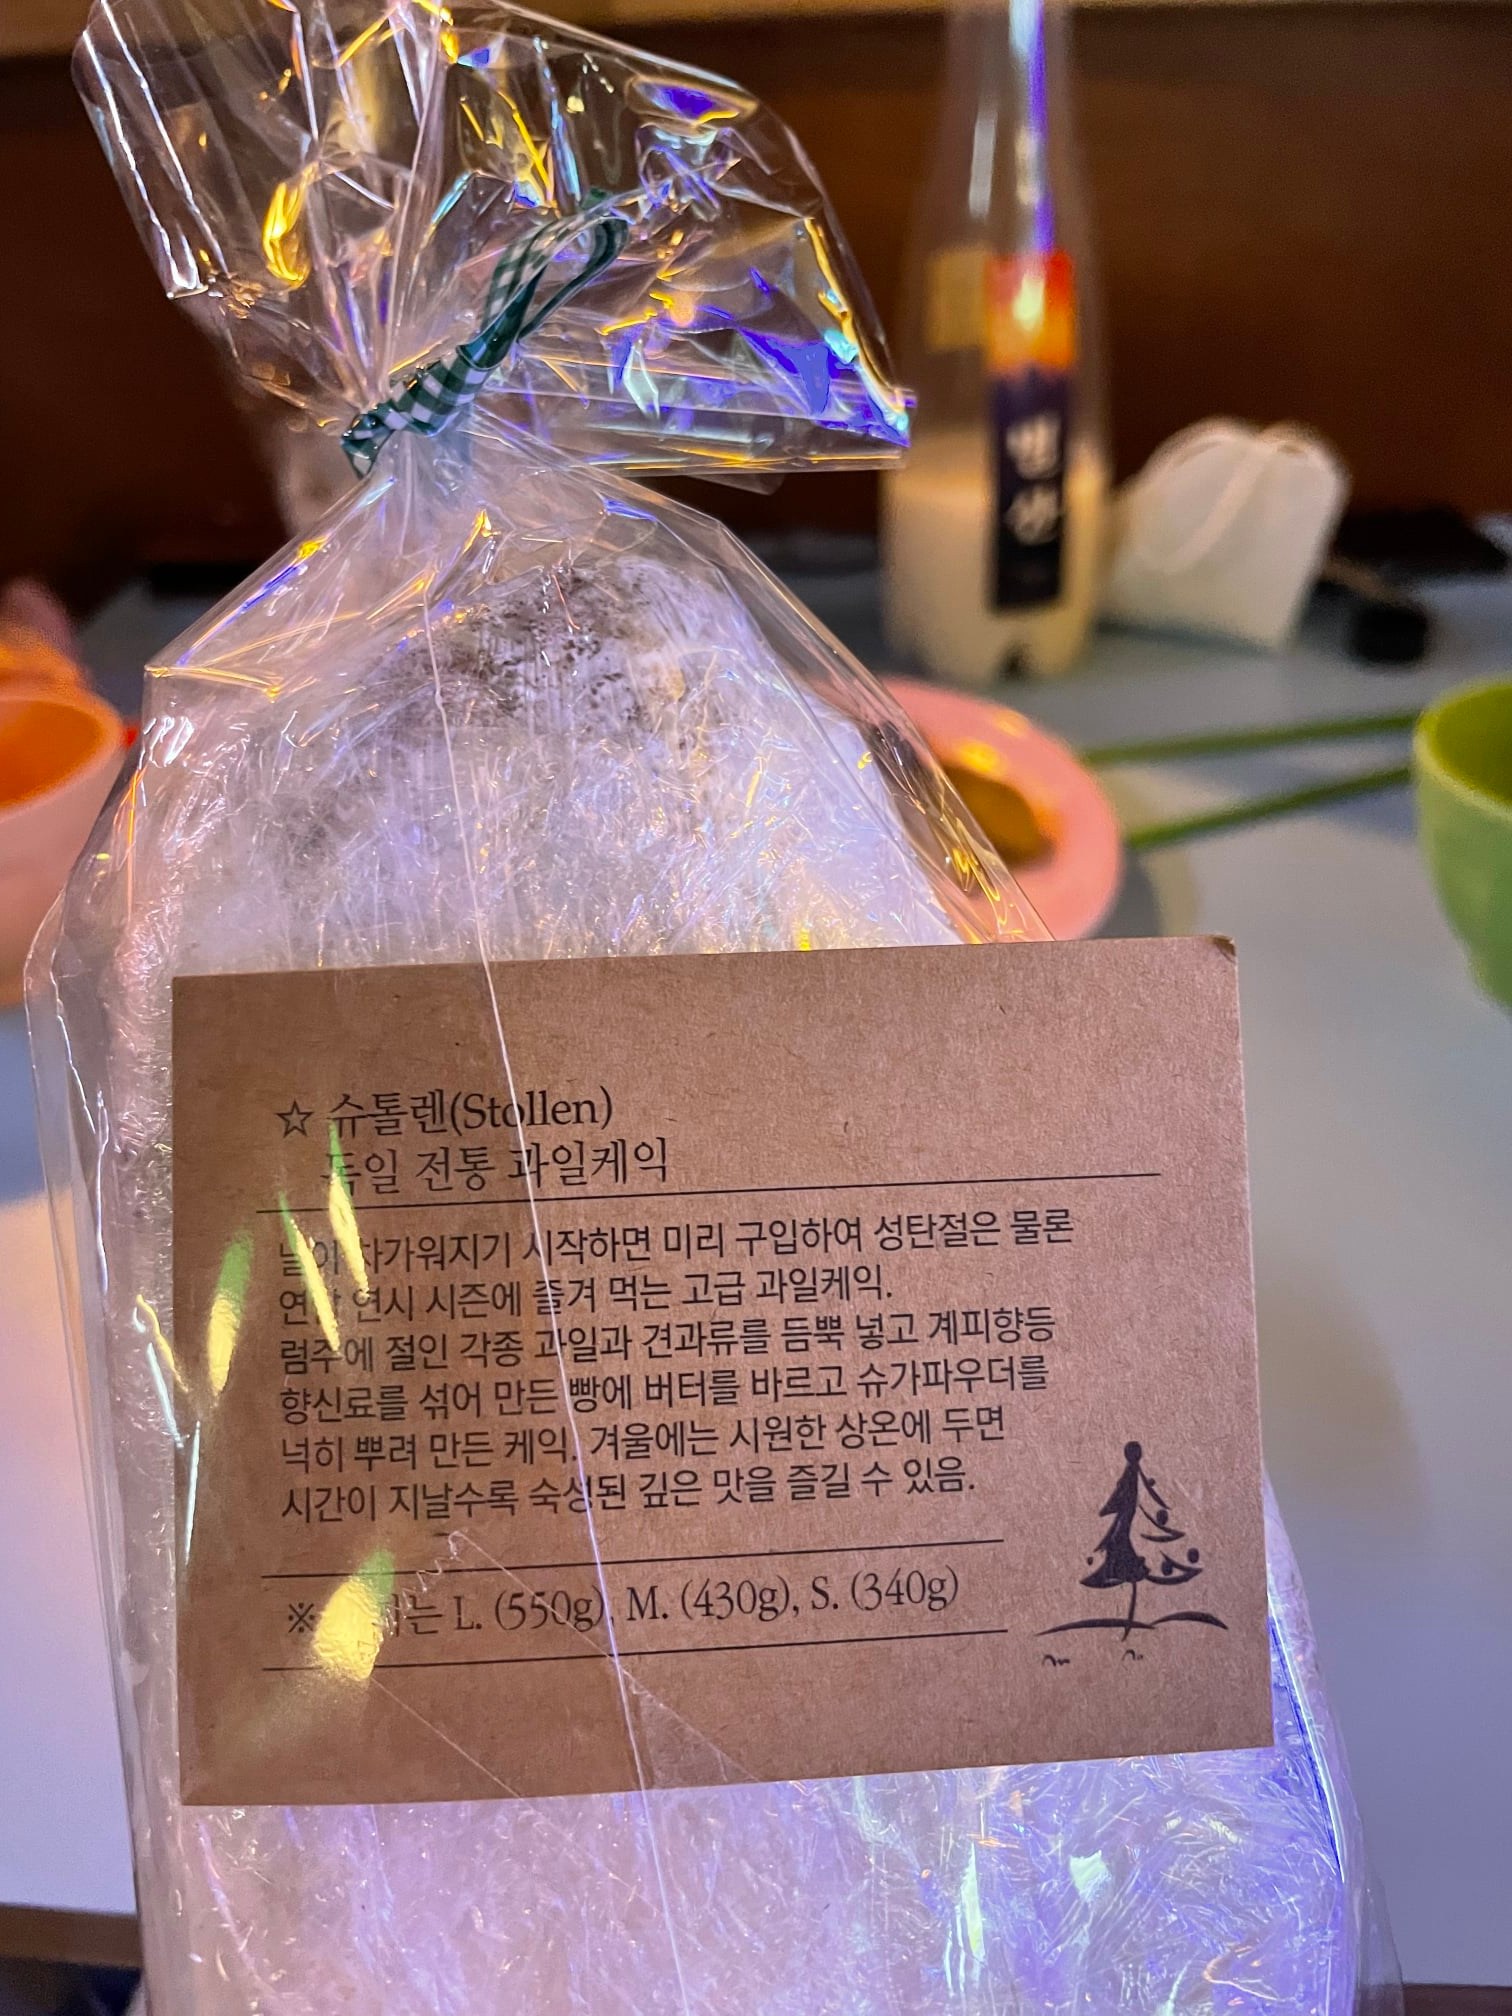 별산
☆ 슈톨렌(Stollen)
독일 전통 과일케익
날이 차가워지기 시작하면 미리 구입하여 성탄절은 물론
연말 연시 시즌에 즐겨 먹는 고급 과일케익.
럼주에 절인 각종 과일과 견과류를 듬뿍 넣고 계피향등
향신료를 섞어 만든 빵에 버터를 바르고 슈가파우더를
넉히 뿌려 만든 케익. 겨울에는 시원한 상온에 두면
시간이 지날수록 숙성된 깊은 맛을 즐길 수 있음.
※ L. (550g), M. (430g), S. (340g)